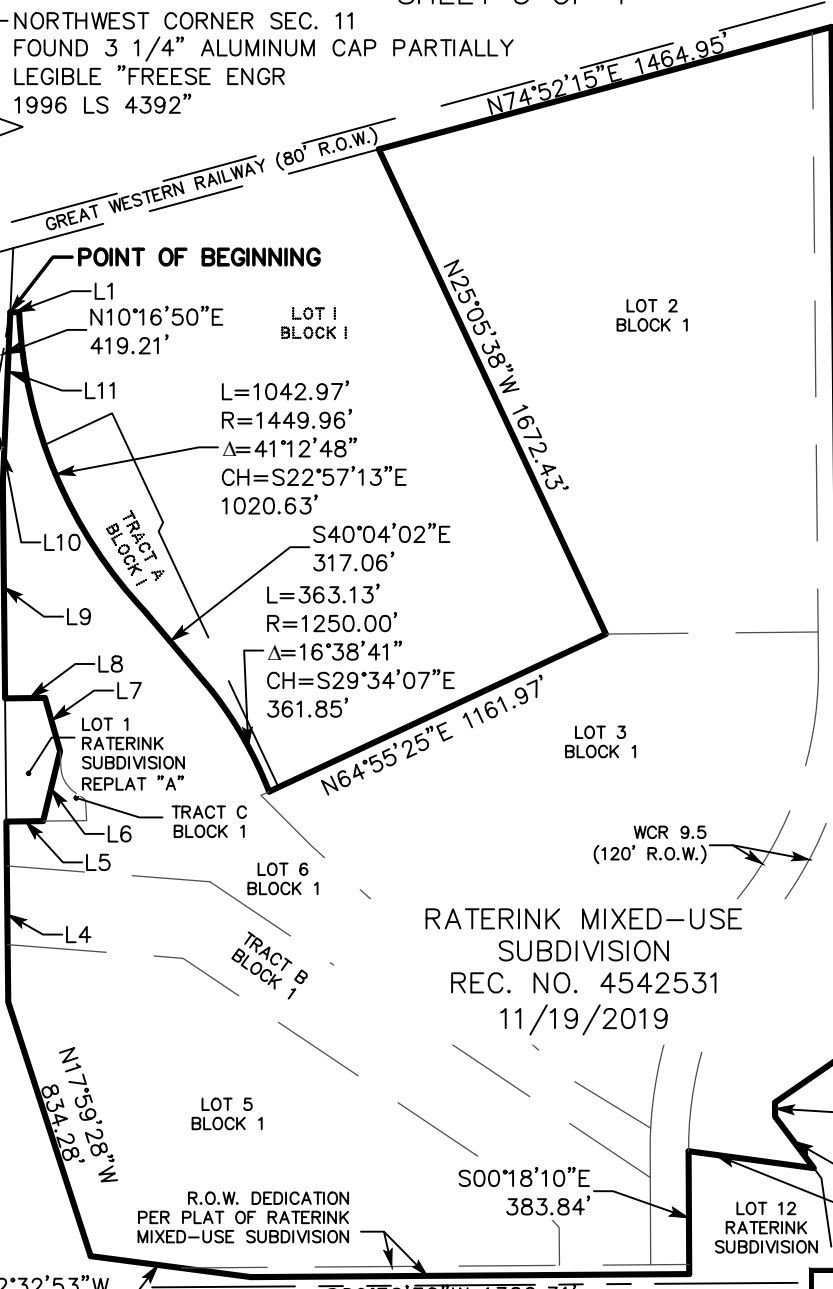 NORTHWEST CORNER SEC. 11
FOUND 3 1/4" ALUMINUM CAP PARTIALLY
LEGIBLE "FREESE ENGR
1996 LS 4392"
N74°52'15"E 1464.95'
GREAT WESTERN RAILWAY (80' R.O.W.)
POINT OF BEGINNING
L1
N10°16'50"E
419.21'
LOT 1
BLOCK 1
LOT 2
BLOCK 1
N25°05'38"W 1672.43'
L11
L=1042.97'
R=1449.96'
Δ=41°12'48"
CH=S22°57'13"E
1020.63'
TRACT A
BLOCK 1
L10
S40°04'02"E
317.06'
L9
L=363.13'
R=1250.00'
Δ=16°38'41"
CH=S29°34'07"E
361.85'
L8
L7
N64°55'25"E 1161.97'
LOT 1
RATERINK
SUBDIVISION
REPLAT "A"
LOT 3
BLOCK 1
TRACT C
BLOCK 1
L6
L5
WCR 9.5
(120' R.O.W.)
LOT 6
BLOCK 1
L4
TRACT B
BLOCK 1
RATERINK MIXED-USE
SUBDIVISION
REC. NO. 4542531
11/19/2019
N17°59'28"W
834.28'
LOT 5
BLOCK 1
S00°18'10"E
383.84'
R.O.W. DEDICATION
PER PLAT OF RATERINK
MIXED-USE SUBDIVISION
LOT 12
RATERINK
SUBDIVISION
2°32'53"W